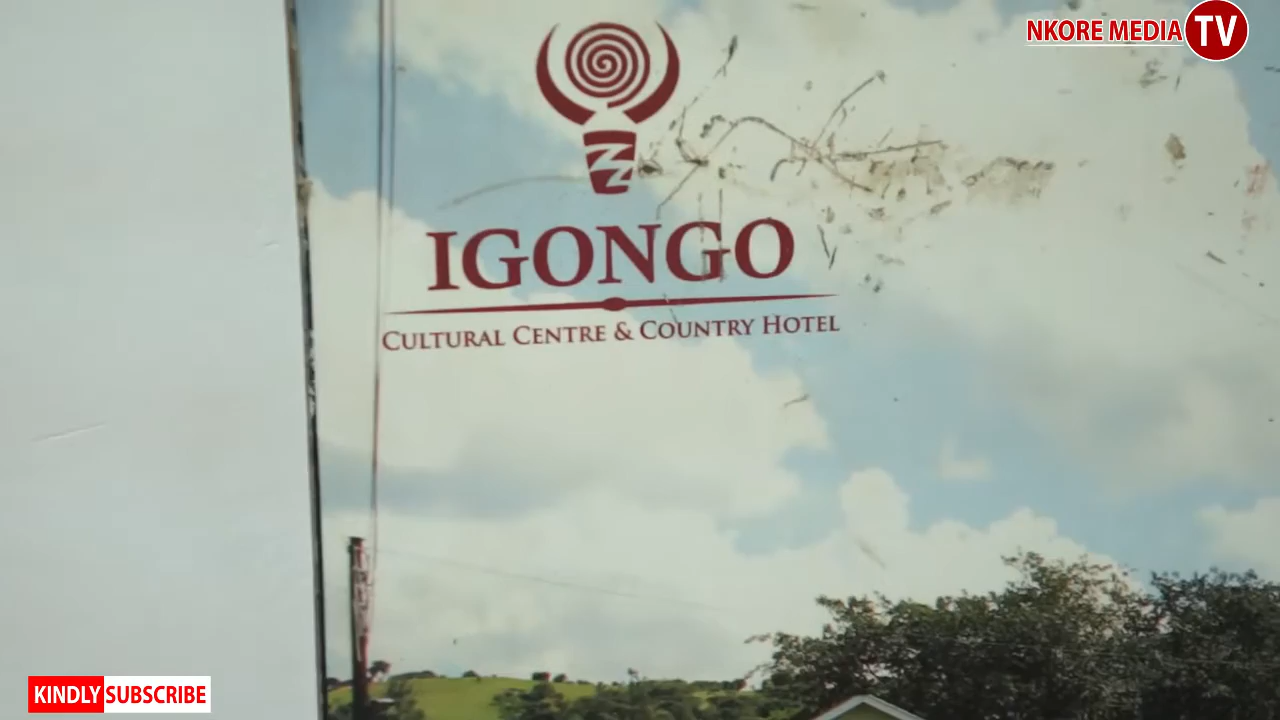 NKORE MEDIA TV
IGONGO
CULTURAL CENTRE & COUNTRY HOTEL
KINDLY SUBSCRIBE